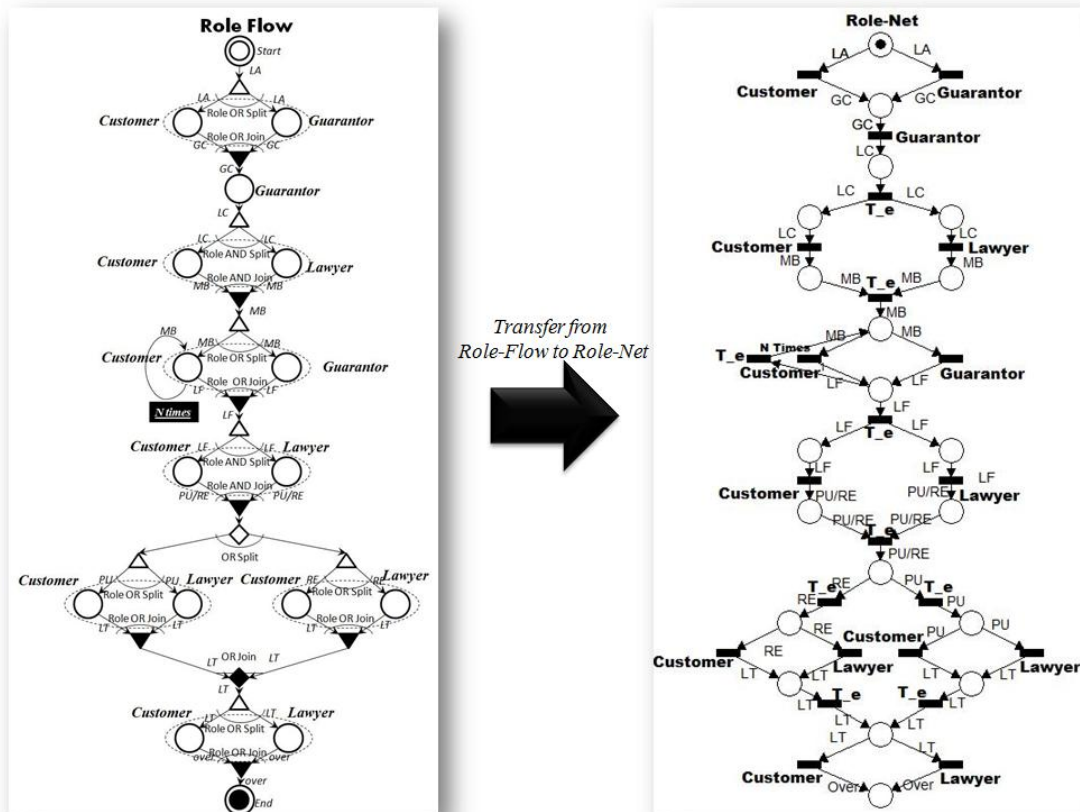 Role Flow
Start
LA
LA LA
Role OR Split
Customer Guarantor
Role OR Join
GC GC
GC
Guarantor
LC
LC LC
Role AND Split
Customer Lawyer
Role AND Join
MB MB
MB
MB
MB MB
Customer Role OR Split Guarantor
Role OR Join
LF LF
N times
LF
Customer LF LF Lawyer
Role AND Split
Role AND Join
PU/RE PU/RE
OR Split
Customer PU PU Lawyer Customer RE RE Lawyer
Role OR Split Role OR Split
Role OR Join Role OR Join
LT LT LT LT
LT OR Join LT
LT
Customer LT LT Lawyer
Role OR Split
Role OR Join
over over
over
End
Transfer from
Role-Flow to Role-Net
Role-Net
LA LA
Customer Guarantor
GC GC
GC
Guarantor
LC
LC LC
T_e
LC LC
Customer Lawyer
MB MB
MB T_e MB
MB
MB MB
T_e N Times
Customer Guarantor
LF LF
LF
LF T_e LF
LF LF LF
Customer Lawyer
PU/RE PU/RE
PU/RE T_e PU/RE
PU/RE
T_e RE PU T_e
RE PU
RE Customer PU PU
RE
Customer Lawyer Lawyer
LT LT LT LT
LT T_e T_e LT
LT LT
LT LT
Customer Lawyer
Over Over